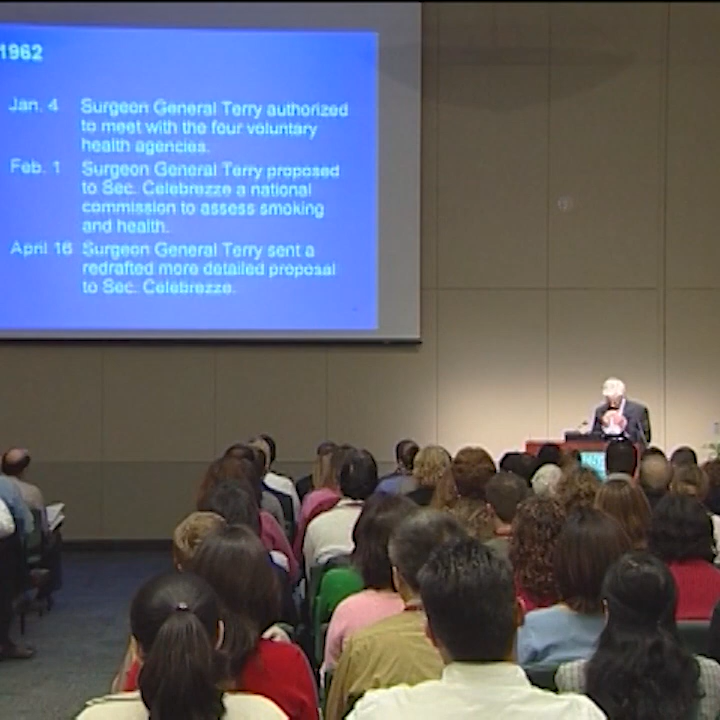 1962
Jan. 4 Surgeon General Terry authorized
to meet with the four voluntary
health agencies.
Feb. 1 Surgeon General Terry proposed
to Sec. Celebrezze a national
commission to assess smoking
and health.
April 16 Surgeon General Terry sent a
redrafted more detailed proposal
to Sec. Celebrezze.